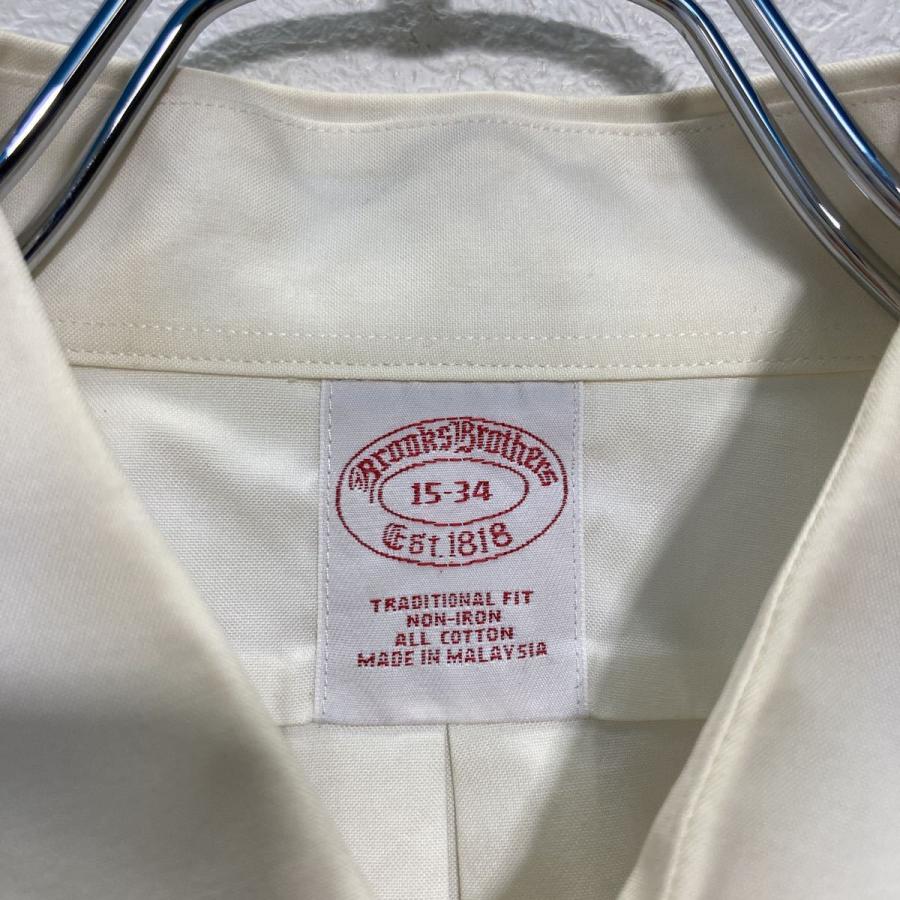 Brooks Brothers
15-34
Est. 1818
TRADITIONAL FIT
NON-IRON
ALL COTTON
MADE IN MALAYSIA